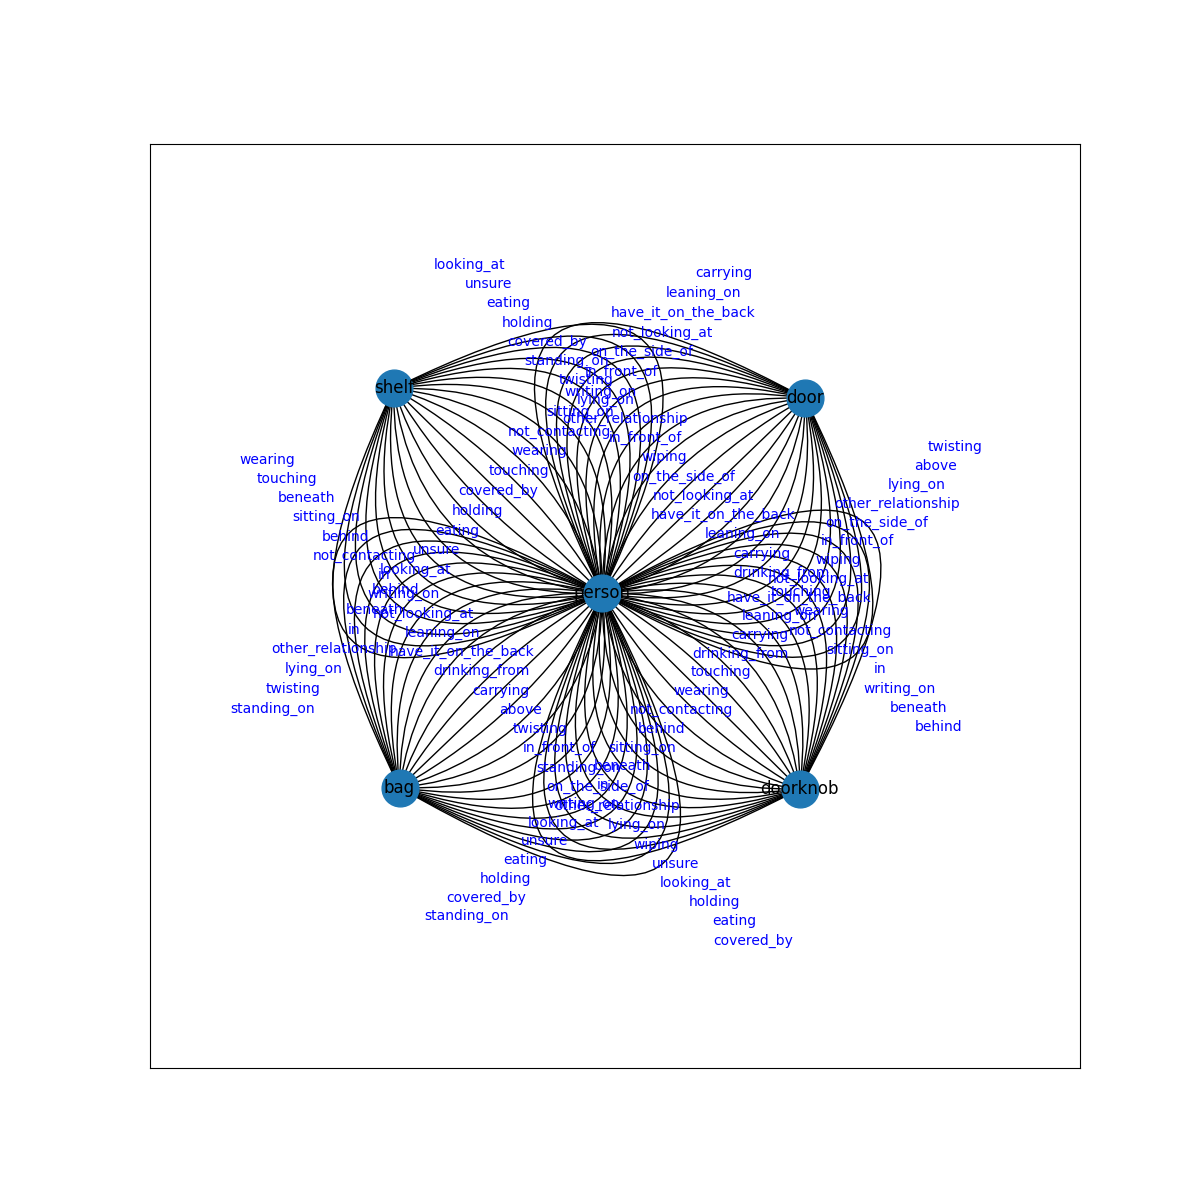 looking_at
carrying
unsure
leaning_on
eating
have_it_on_the_back
holding
not_looking_at
covered_by
on_the_side_of
standing_on
in_front_of
twisting
shelf
writing_on
door
lying_on
sitting_on
other_relationship
not_contacting
in_front_of
twisting
wearing
wiping
wearing
above
touching
on_the_side_of
touching
lying_on
covered_by
not_looking_at
beneath
other_relationship
holding
have_it_on_the_back
sitting_on
on_the_side_of
eating
leaning_on
behind
in_front_of
unsure
carrying
not_contacting
wiping
looking_at
drinking_from
in
not_looking_at
behind
touching
writing_on
person
have_it_on_the_back
beneath
not_looking_at
leaning_on
wearing
in
leaning_on
carrying
not_contacting
other_relationship
have_it_on_the_back
drinking_from
sitting_on
lying_on
drinking_from
touching
in
twisting
carrying
wearing
writing_on
standing_on
above
not_contacting
beneath
twisting
behind
behind
in_front_of
sitting_on
standing_on
beneath
bag
on_the_side_of
in
doorknob
writing_on
other_relationship
looking_at
lying_on
unsure
wiping
eating
unsure
holding
looking_at
covered_by
holding
standing_on
eating
covered_by